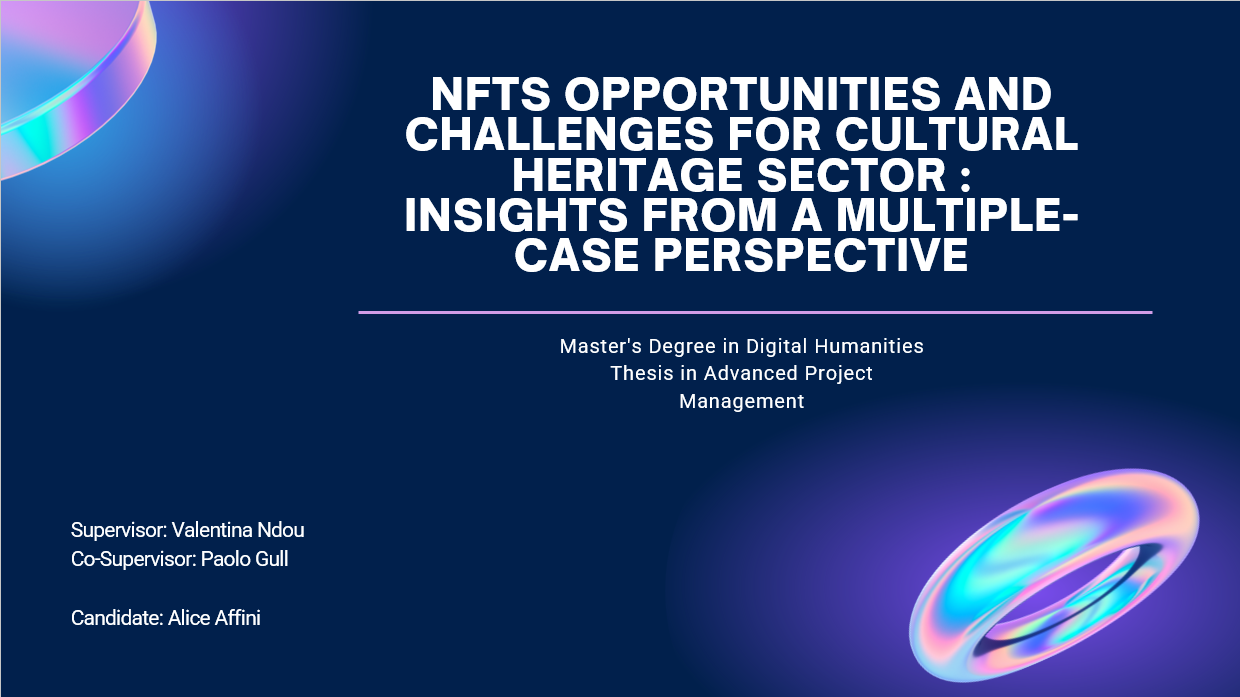 NFTS OPPORTUNITIES AND
CHALLENGES FOR CULTURAL
HERITAGE SECTOR :
INSIGHTS FROM A MULTIPLE-
CASE PERSPECTIVE
Master's Degree in Digital Humanities
Thesis in Advanced Project
Management
Supervisor: Valentina Ndou
Co-Supervisor: Paolo Gull
Candidate: Alice Affini